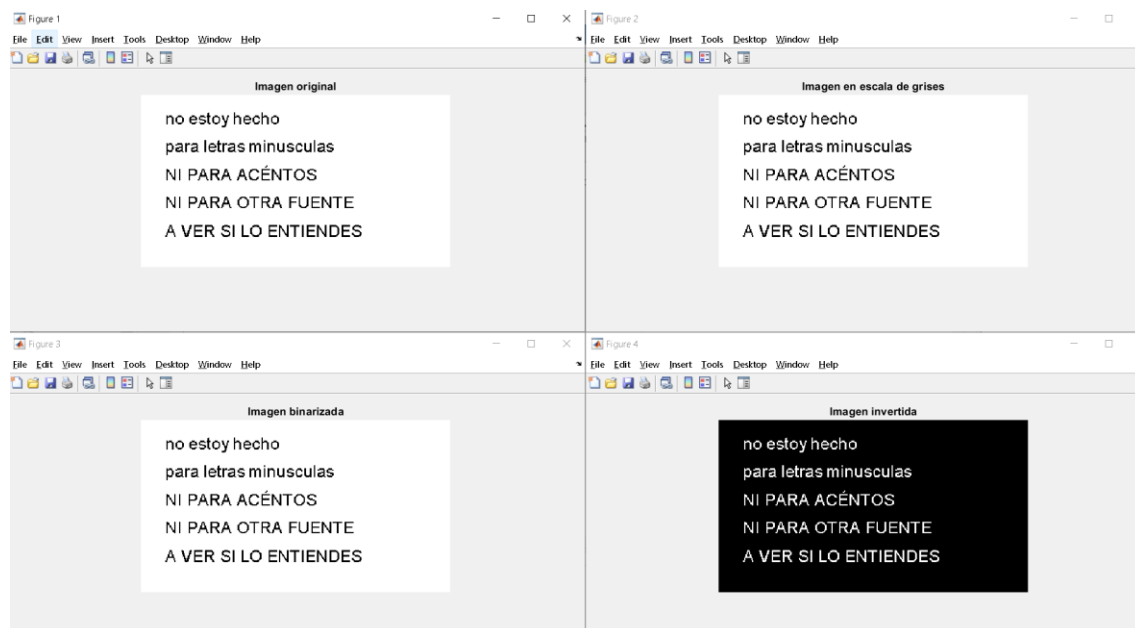 Figure 1
File Edit View Insert Tools Desktop Window Help
Imagen original
no estoy hecho
para letras minusculas
NI PARA ACÉNTOS
NI PARA OTRA FUENTE
A VER SI LO ENTIENDES
Figure 2
File Edit View Insert Tools Desktop Window Help
Imagen en escala de grises
no estoy hecho
para letras minusculas
NI PARA ACÉNTOS
NI PARA OTRA FUENTE
A VER SI LO ENTIENDES
Figure 3
File Edit View Insert Tools Desktop Window Help
Imagen binarizada
no estoy hecho
para letras minusculas
NI PARA ACÉNTOS
NI PARA OTRA FUENTE
A VER SI LO ENTIENDES
Figure 4
File Edit View Insert Tools Desktop Window Help
Imagen invertida
no estoy hecho
para letras minusculas
NI PARA ACÉNTOS
NI PARA OTRA FUENTE
A VER SI LO ENTIENDES